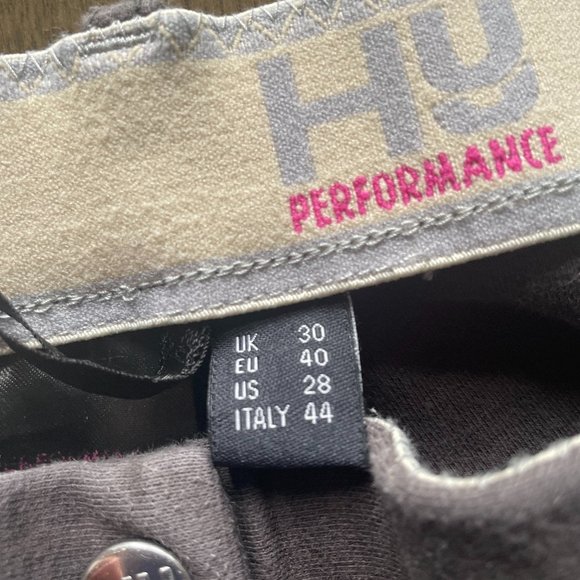 Hy
PERFORMANCE
UK 30
EU 40
US 28
ITALY 44